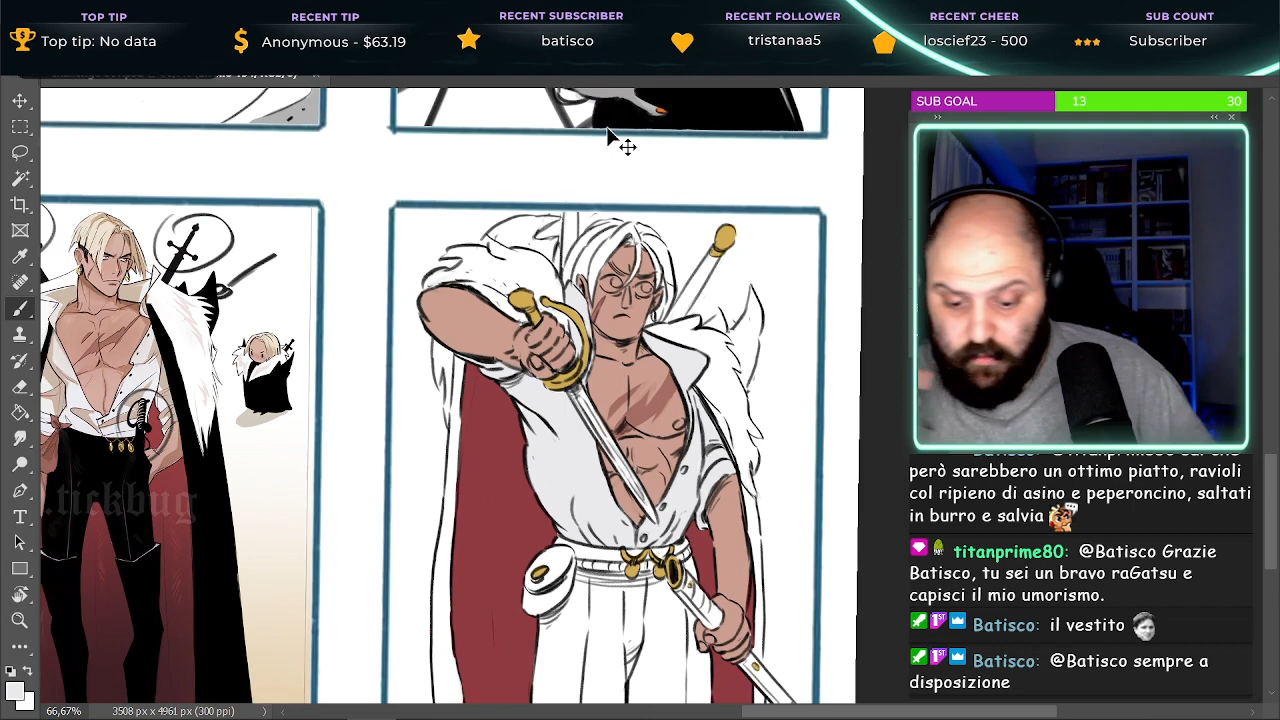 TOP TIP
Top tip: No data
RECENT TIP
Anonymous - $63.19
RECENT SUBSCRIBER
batisco
RECENT FOLLOWER
tristanaa5
RECENT CHEER
loscief23 - 500
SUB COUNT
Subscriber
SUB GOAL 13 30
.tickbug
però sarebbero un ottimo piatto, ravioli
col ripieno di asino e peperoncino, saltati
in burro e salvia
titanprime80: @Batisco Grazie
Batisco, tu sei un bravo raGatsu e
capisci il mio umorismo.
Batisco: il vestito
Batisco: @Batisco sempre a
disposizione
66,67% 3508 px x 4961 px (300 ppi)